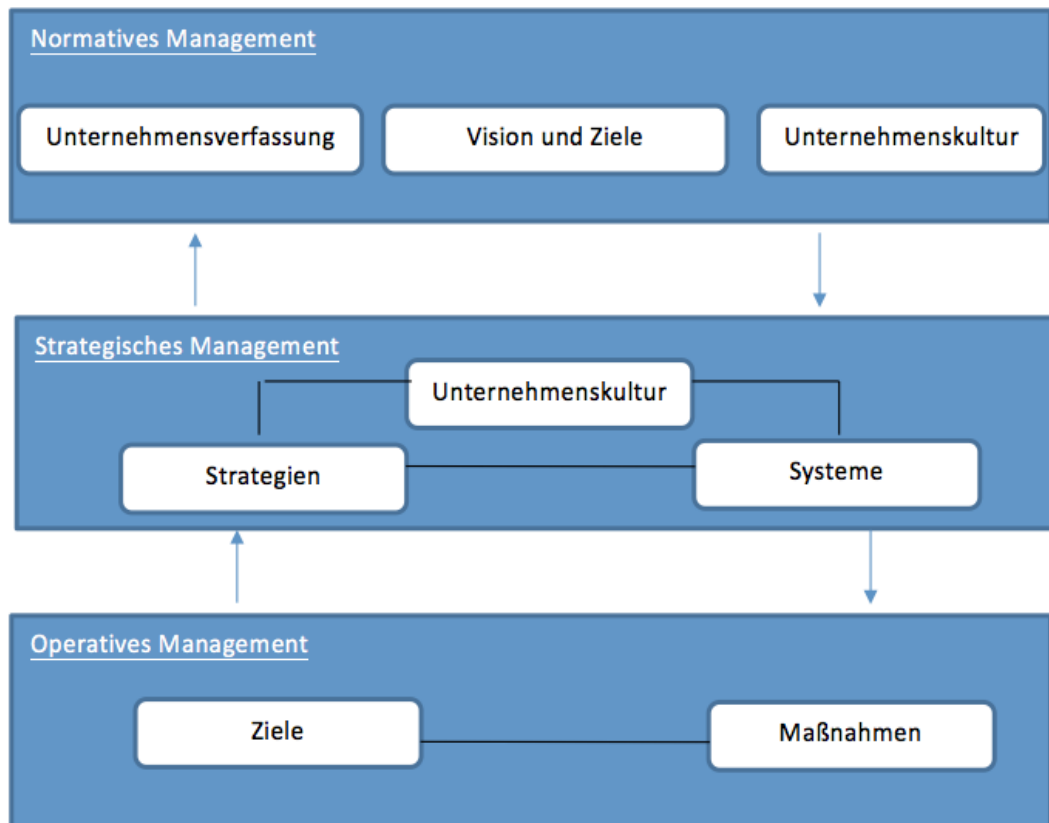 Normatives Management
Unternehmensverfassung
Vision und Ziele
Unternehmenskultur
Strategisches Management
Unternehmenskultur
Strategien
Systeme
Operatives Management
Ziele
Maßnahmen